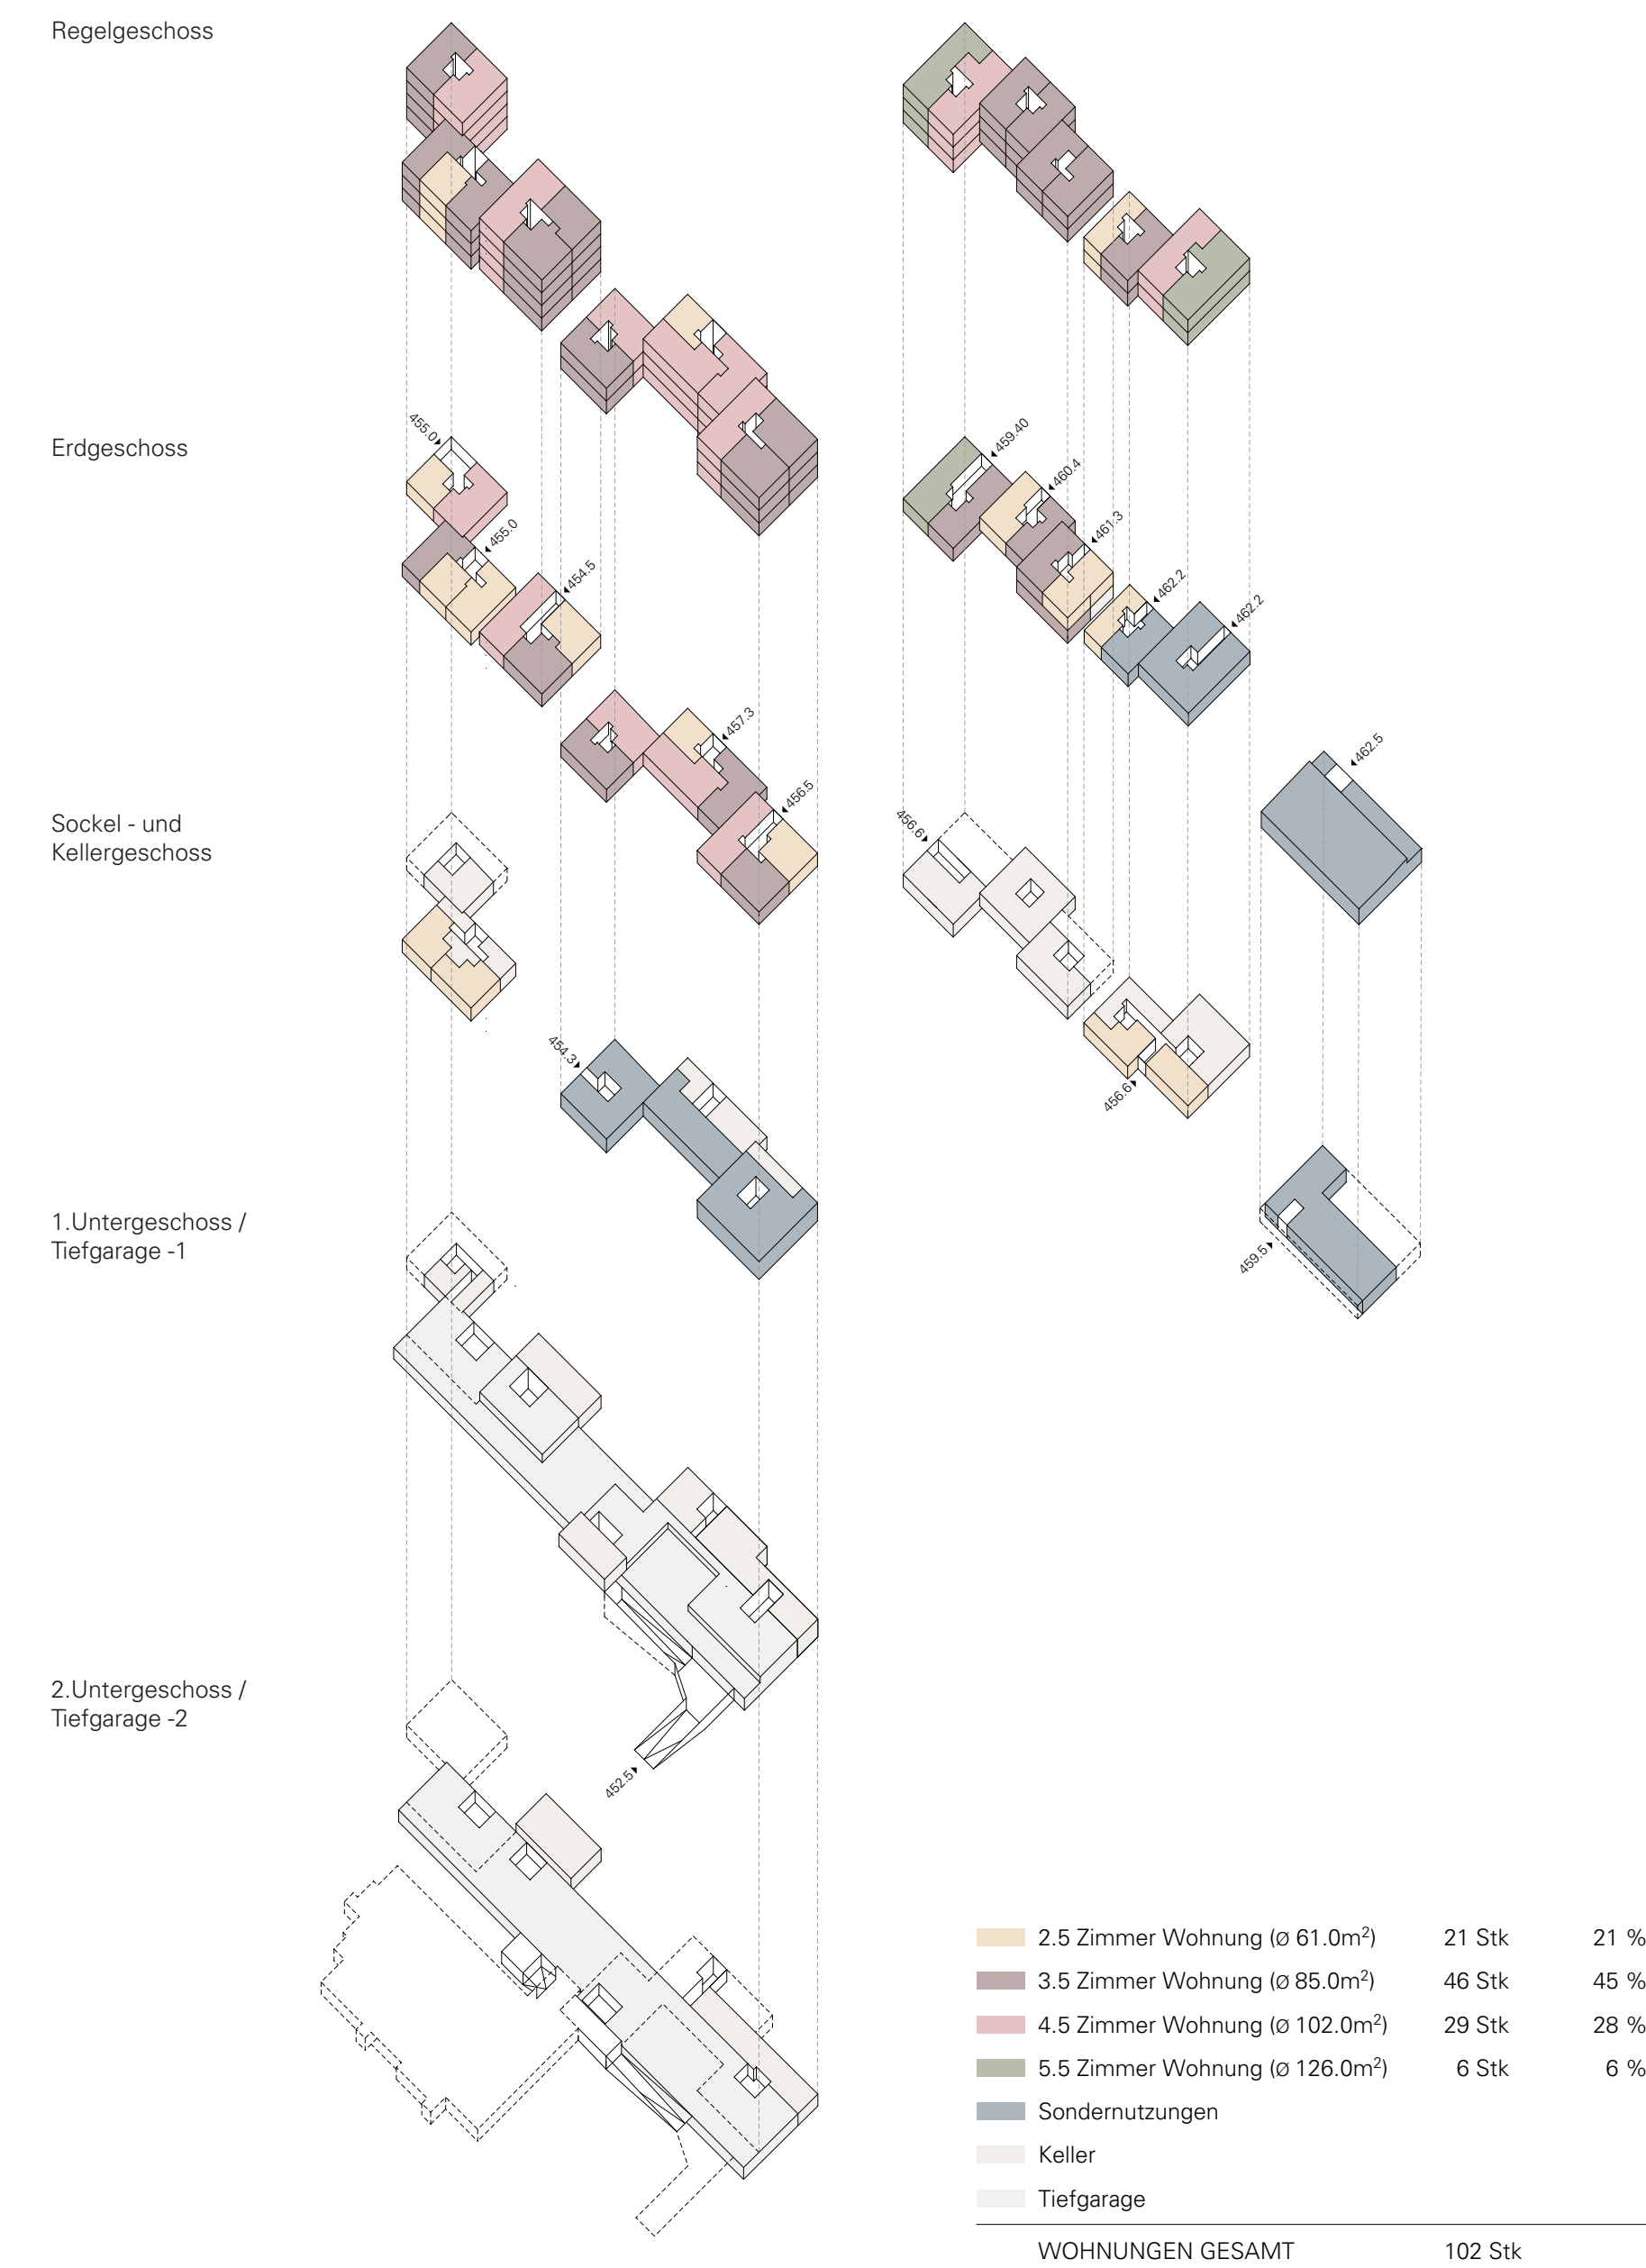 Regelgeschoss
Erdgeschoss
455.0
455.0
454.5
457.3
456.5
459.40
460.4
461.3
462.2
462.2
462.5
Sockel - und
Kellergeschoss
454.3
456.6
456.6
459.5
1.Untergeschoss /
Tiefgarage -1
452.5
2.Untergeschoss /
Tiefgarage -2
2.5 Zimmer Wohnung (Ø 61.0m²) 21 Stk 21 %
3.5 Zimmer Wohnung (Ø 85.0m²) 46 Stk 45 %
4.5 Zimmer Wohnung (Ø 102.0m²) 29 Stk 28 %
5.5 Zimmer Wohnung (Ø 126.0m²) 6 Stk 6 %
Sondernutzungen
Keller
Tiefgarage
WOHNUNGEN GESAMT 102 Stk